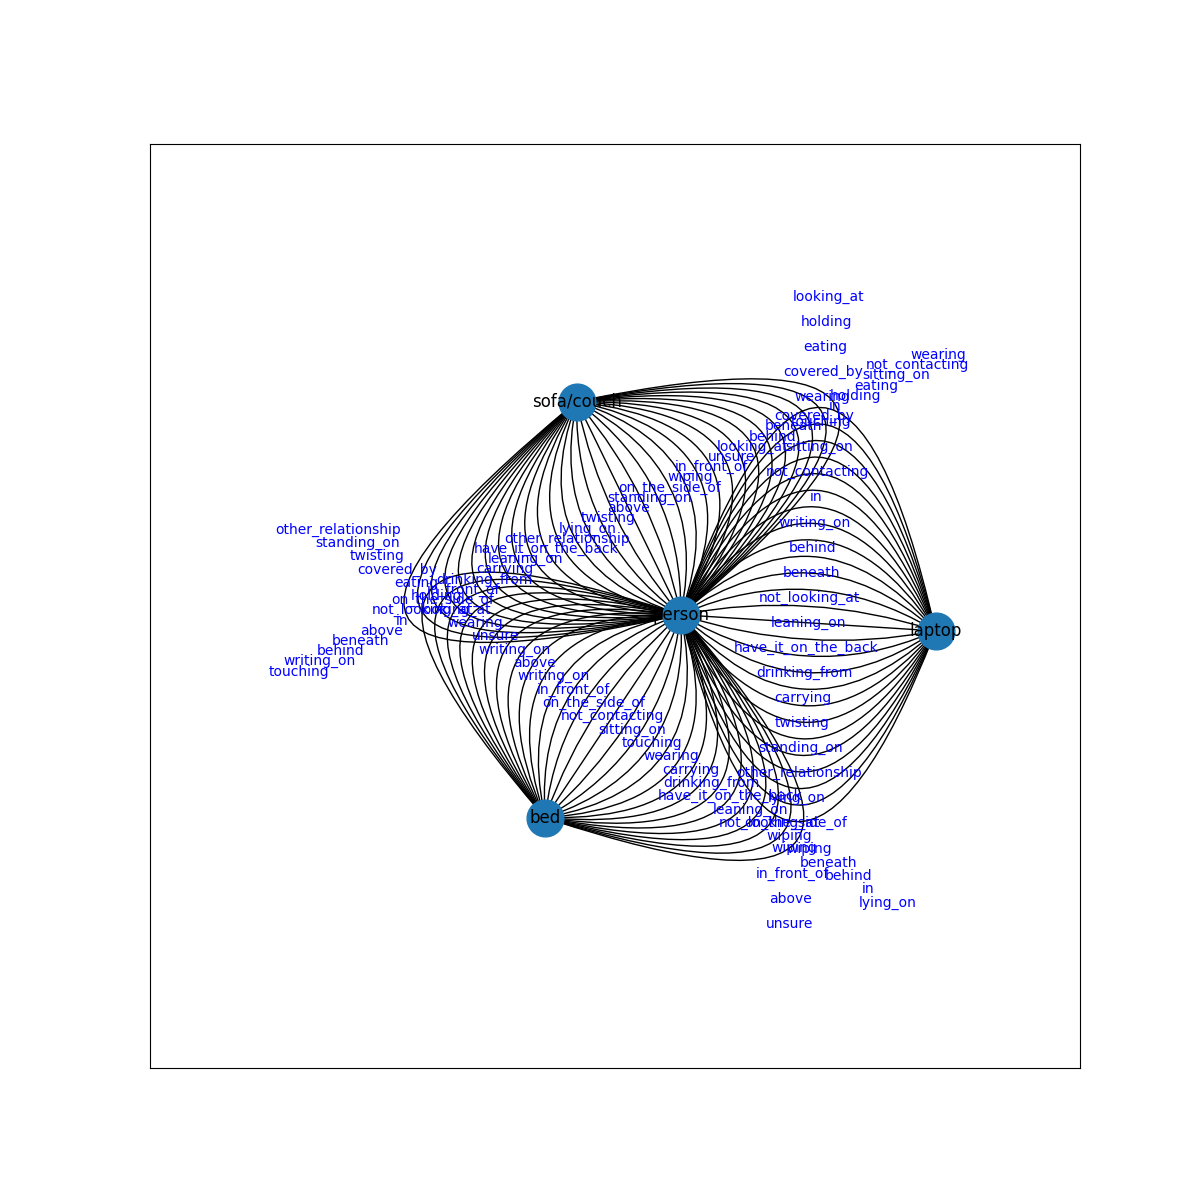 looking_at
holding
eating
wearing
not_contacting
covered_by
sitting_on
eating
wearing
holding
in
sofa/couch
covered_by
touching
beneath
behind
looking_at
sitting_on
unsure
in_front_of
not_contacting
wiping
on_the_side_of
standing_on
in
above
twisting
writing_on
lying_on
other_relationship
other_relationship
standing_on
have_it_on_the_back
behind
twisting
leaning_on
covered_by
carrying
beneath
eating
drinking_from
in_front_of
holding
on_the_side_of
not_looking_at
not_looking_at
looking_at
person
in
wearing
leaning_on
above
unsure
laptop
beneath
behind
writing_on
have_it_on_the_back
writing_on
above
touching
writing_on
drinking_from
in_front_of
on_the_side_of
carrying
not_contacting
sitting_on
twisting
touching
wearing
standing_on
carrying
other_relationship
drinking_from
have_it_on_the_back
lying_on
leaning_on
bed
not_looking_at
on_the_side_of
wiping
wiping
wiping
beneath
in_front_of
behind
in
above
lying_on
unsure